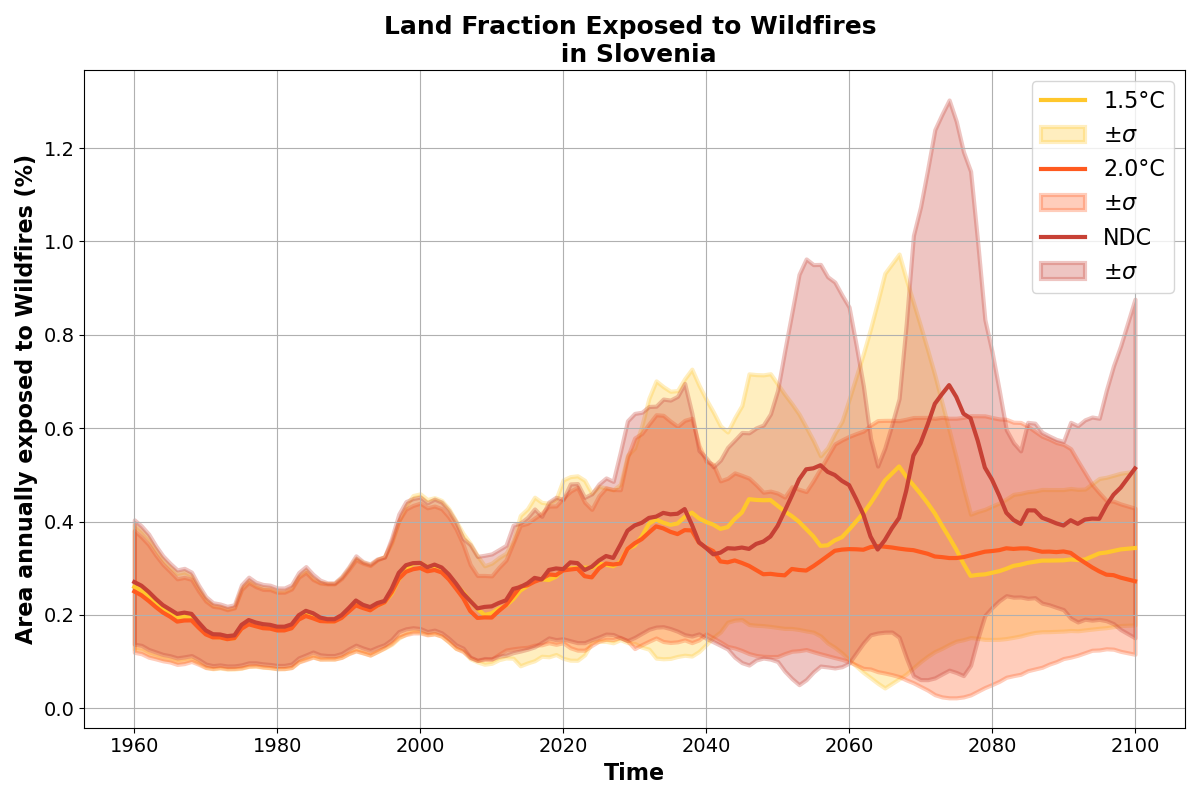 Land Fraction Exposed to Wildfires
in Slovenia
Area annually exposed to Wildfires (%)
1.2
1.0
0.8
0.6
0.4
0.2
0.0
1.5°C
±σ
2.0°C
±σ
NDC
±σ
1960 1980 2000 2020 2040 2060 2080 2100
Time